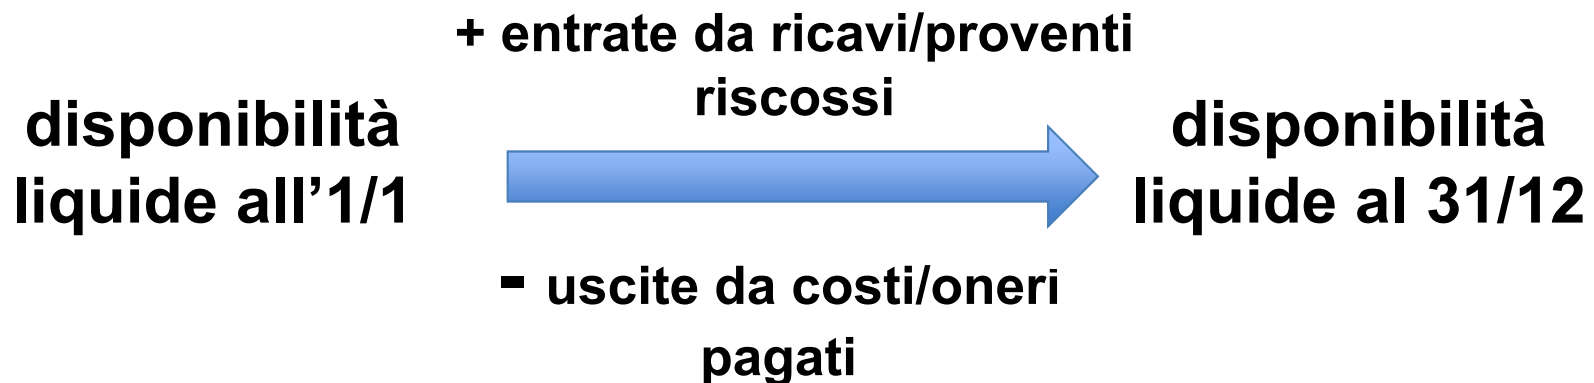 + entrate da ricavi/proventi
riscossi
disponibilità
liquide all’1/1
disponibilità
liquide al 31/12
- uscite da costi/oneri
pagati